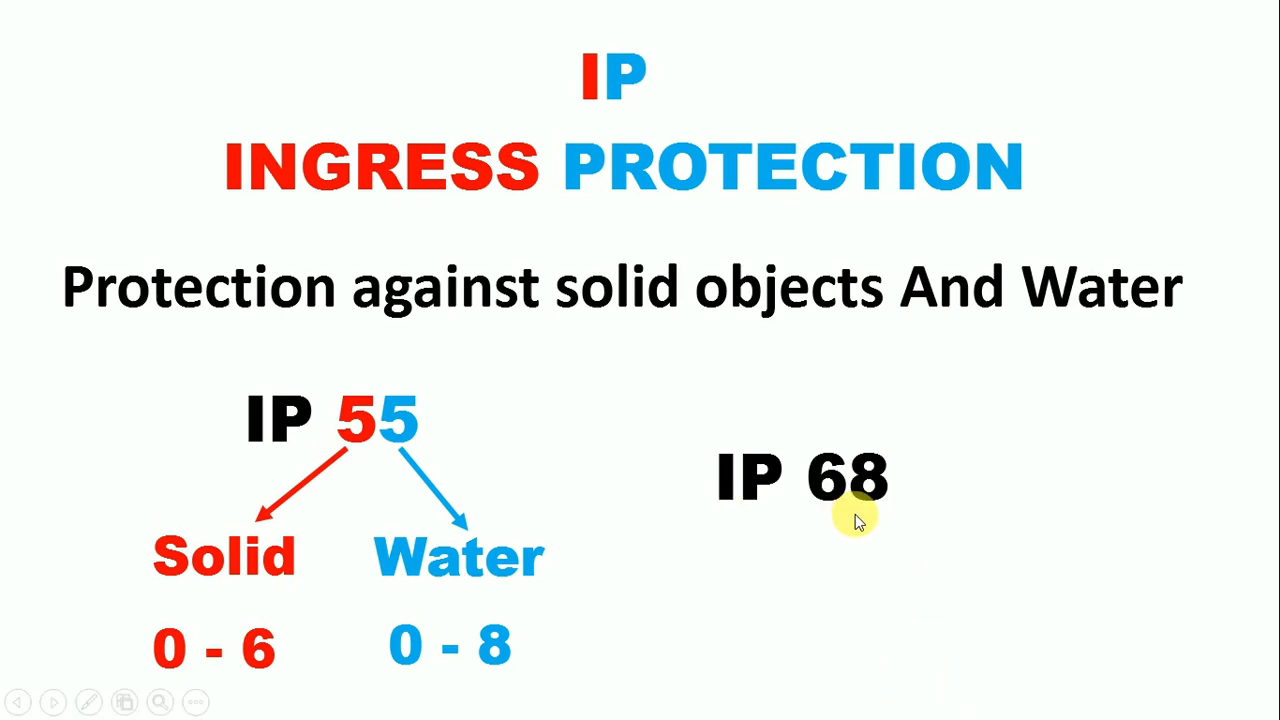 IP
INGRESS PROTECTION
Protection against solid objects And Water
IP 55
IP 68
Solid Water
0 - 6 0 - 8